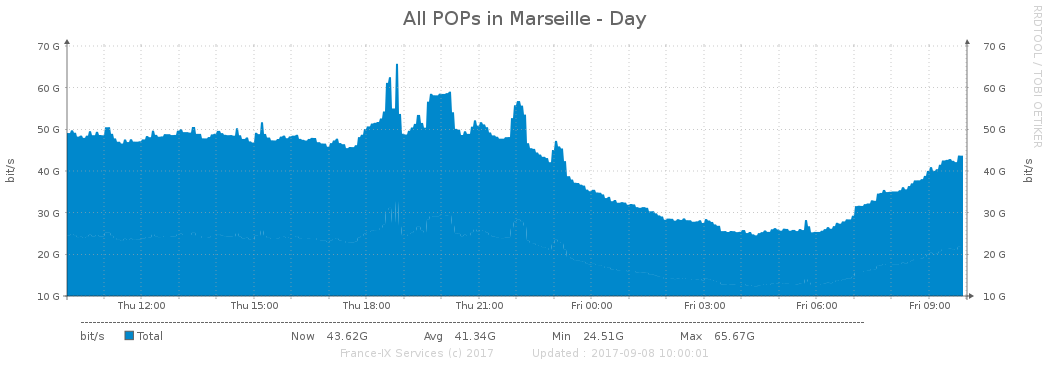 All POPs in Marseille - Day
RRDTOOL / TOBI OETIKER
70 G 70 G
60 G 60 G
50 G 50 G
40 G 40 G
30 G 30 G
20 G 20 G
10 G 10 G
bit/s bit/s
Thu 12:00 Thu 15:00 Thu 18:00 Thu 21:00 Fri 00:00 Fri 03:00 Fri 06:00 Fri 09:00
bit/s Total Now 43.62G Avg 41.34G Min 24.51G Max 65.67G
France-IX Services (c) 2017 Updated : 2017-09-08 10:00:01